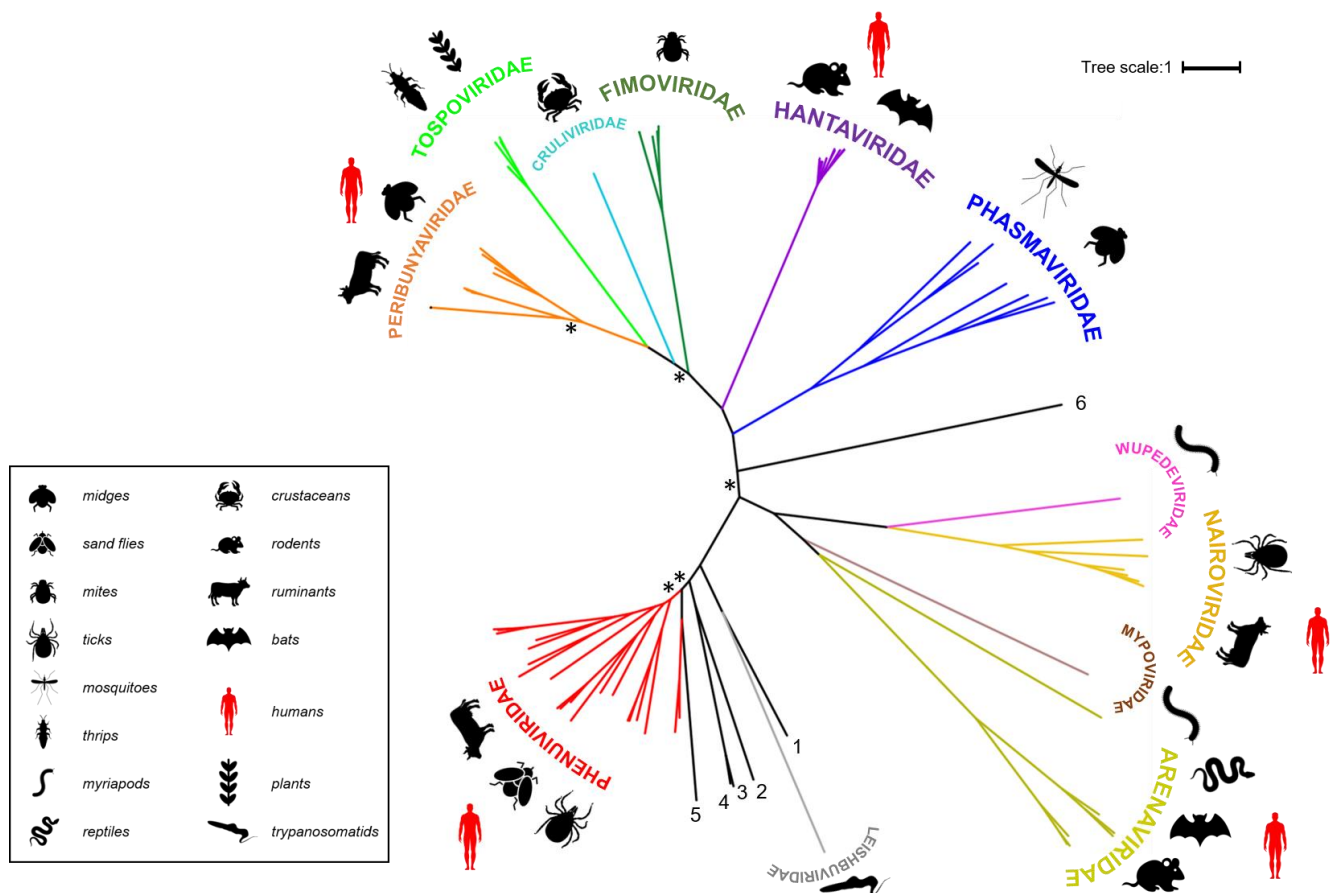 Tree scale:1
TOSPOVIRIDAE
CRULIVIRIDAE
FIMOVIRIDAE
HANTAVIRIDAE
PERIBUNYAVIRIDAE
PHASMAVIRIDAE
*
*
6
WUPEDEVIRIDAE
*
NAIROVIRIDAE
*
*
MYPOVIRIDAE
PHENUIVIRIDAE
1
2
3
4
5
ARENAVIRIDAE
LEISHBUVIRIDAE
midges
sand flies
mites
ticks
mosquitoes
thrips
myriapods
reptiles
crustaceans
rodents
ruminants
bats
humans
plants
trypanosomatids